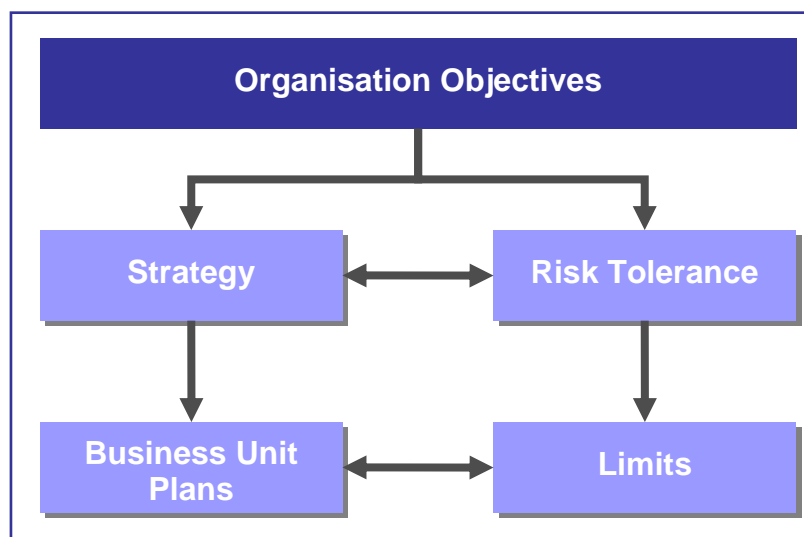 Organisation Objectives
Strategy
Risk Tolerance
Business Unit
Plans
Limits